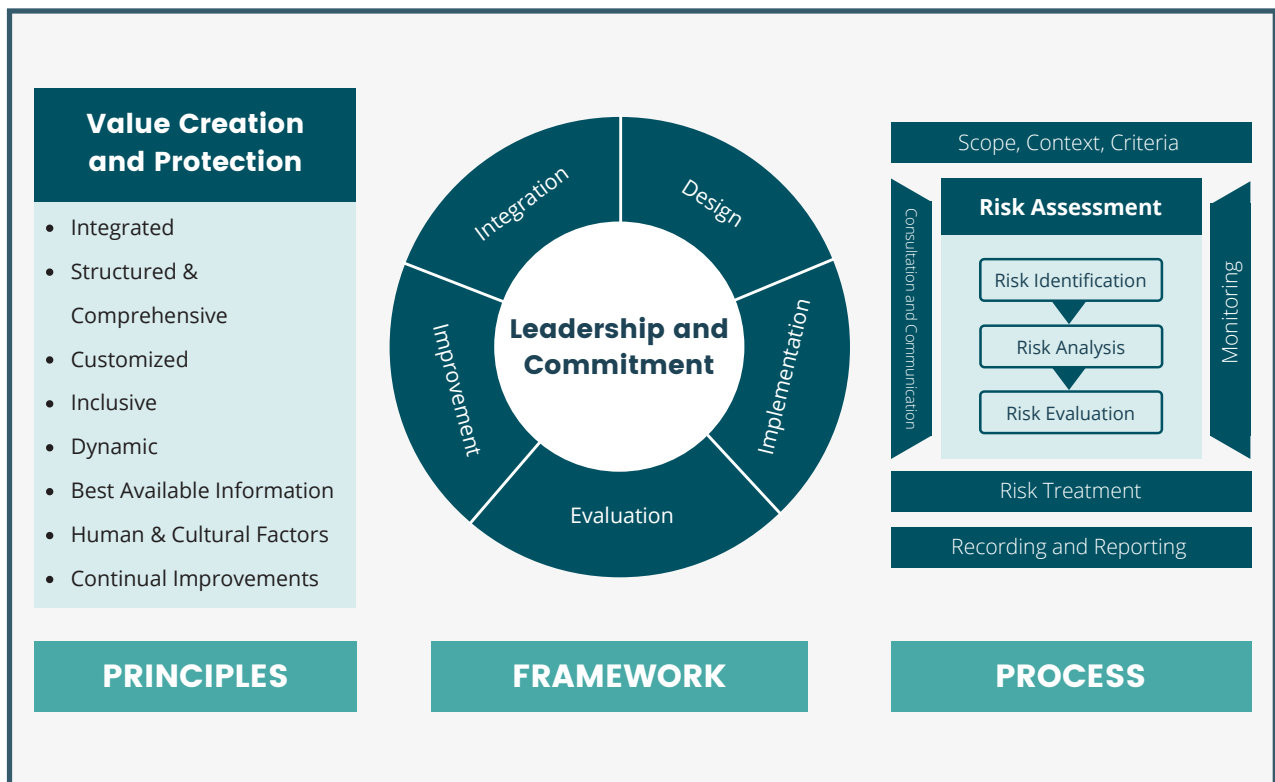 Value Creation
and Protection
• Integrated
• Structured &
Comprehensive
• Customized
• Inclusive
• Dynamic
• Best Available Information
• Human & Cultural Factors
• Continual Improvements
PRINCIPLES
Integration
Design
Implementation
Evaluation
Improvement
Leadership and
Commitment
FRAMEWORK
Scope, Context, Criteria
Consultation and Communication
Risk Assessment
Risk Identification
Risk Analysis
Risk Evaluation
Monitoring
Risk Treatment
Recording and Reporting
PROCESS